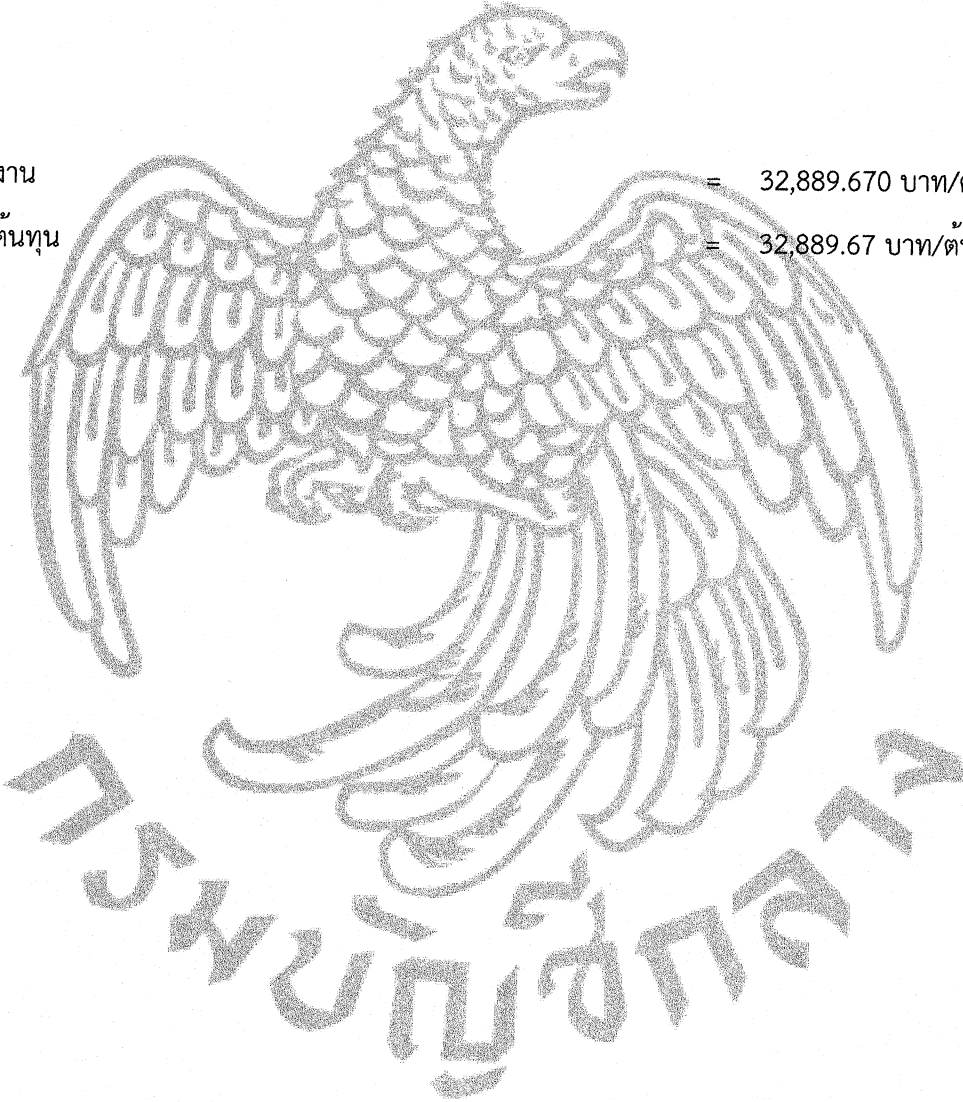 งาน = 32,889.670 บาท/
ต้นทุน = 32,889.67 บาท/ต้
กรมบัญชีกลาง